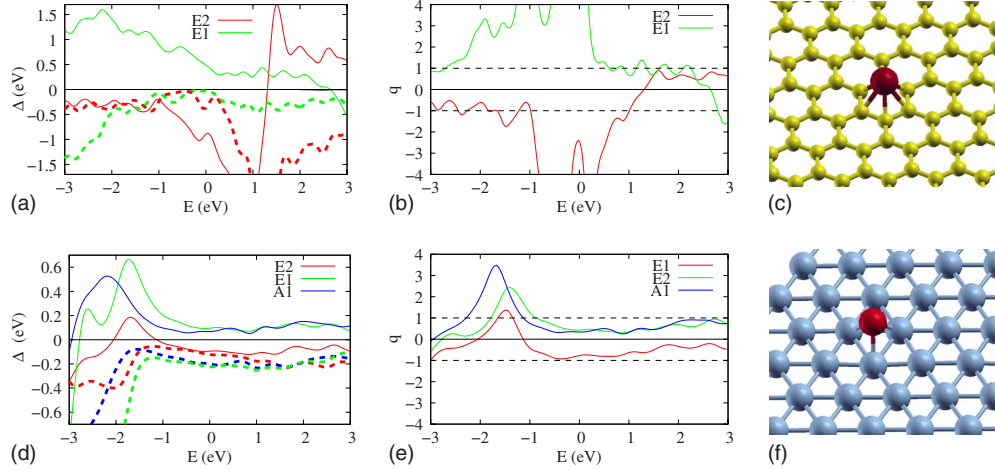 1.5
1
0.5
0
−0.5
−1
−1.5
Δ (eV)
E2
E1
−3 −2 −1 0 1 2 3
E (eV)
(a)
4
3
2
1
0
−1
−2
−3
−4
q
E2
E1
−3 −2 −1 0 1 2 3
E (eV)
(b)
(c)
0.6
0.4
0.2
0
−0.2
−0.4
−0.6
Δ (eV)
E2
E1
A1
−3 −2 −1 0 1 2 3
E (eV)
(d)
4
3
2
1
0
−1
−2
−3
−4
q
E1
E2
A1
−3 −2 −1 0 1 2 3
E (eV)
(e)
(f)